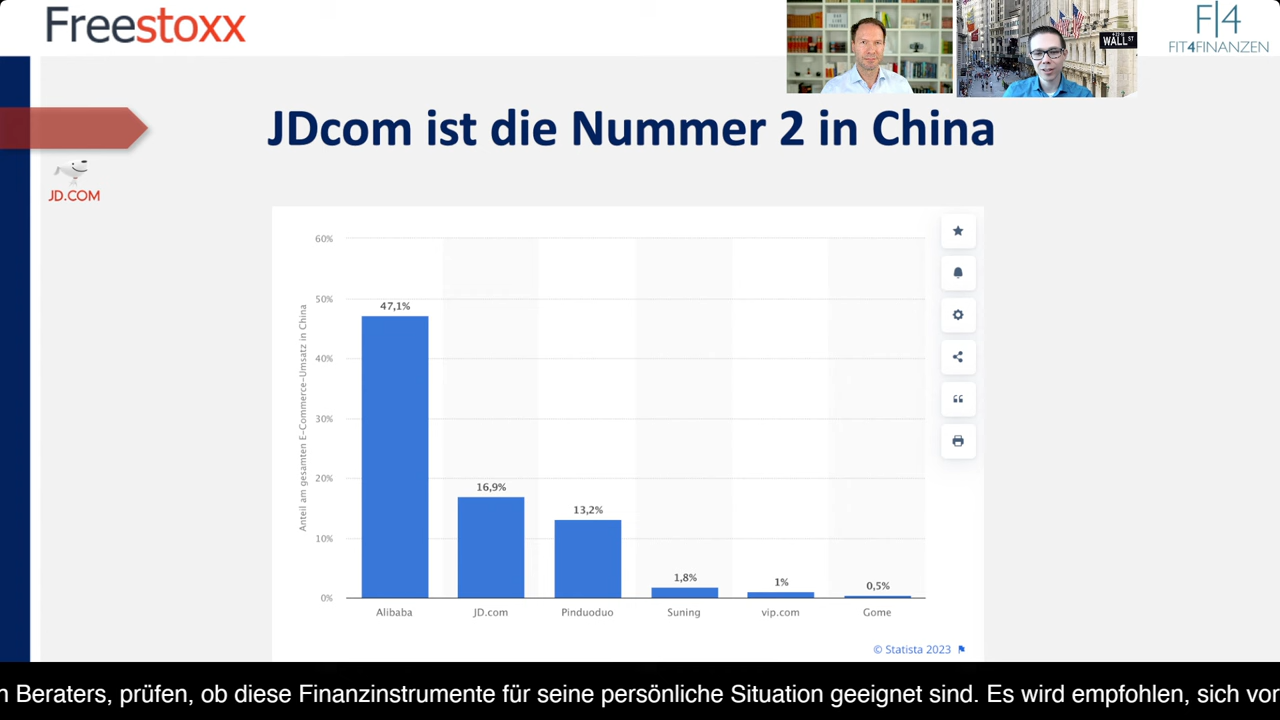 Freestoxx
WALL ST
F|4
FIT4FINANZEN
JDcom ist die Nummer 2 in China
JD.COM
Anteil am gesamten E-Commerce-Umsatz in China
60%
50%
40%
30%
20%
10%
0%
47,1%
16,9%
13,2%
1,8%
1%
0,5%
Alibaba
JD.com
Pinduoduo
Suning
vip.com
Gome
© Statista 2023
Beraters, prüfen, ob diese Finanzinstrumente für seine persönliche Situation geeignet sind. Es wird empfohlen, sich vor